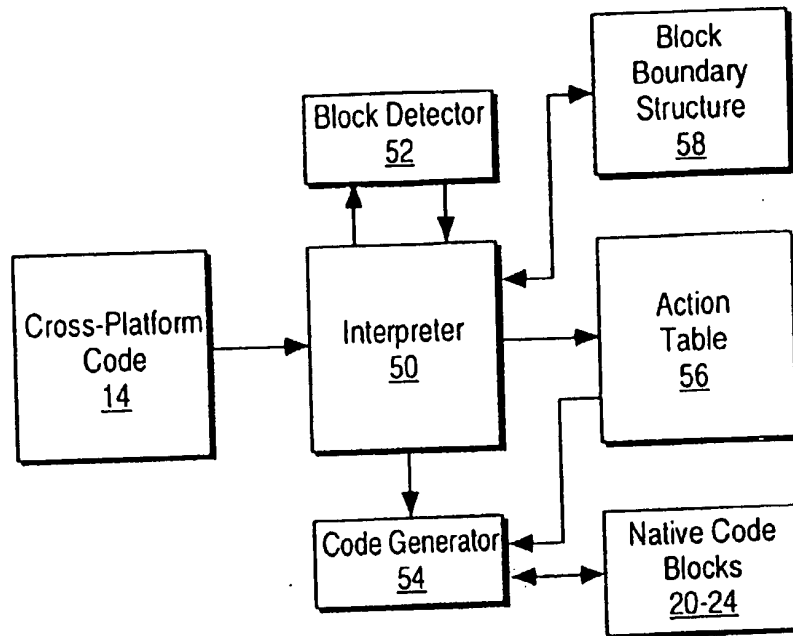 Block
Boundary
Structure
58
Block Detector
52
Cross-Platform
Code
14
Interpreter
50
Action
Table
56
Code Generator
54
Native Code
Blocks
20-24